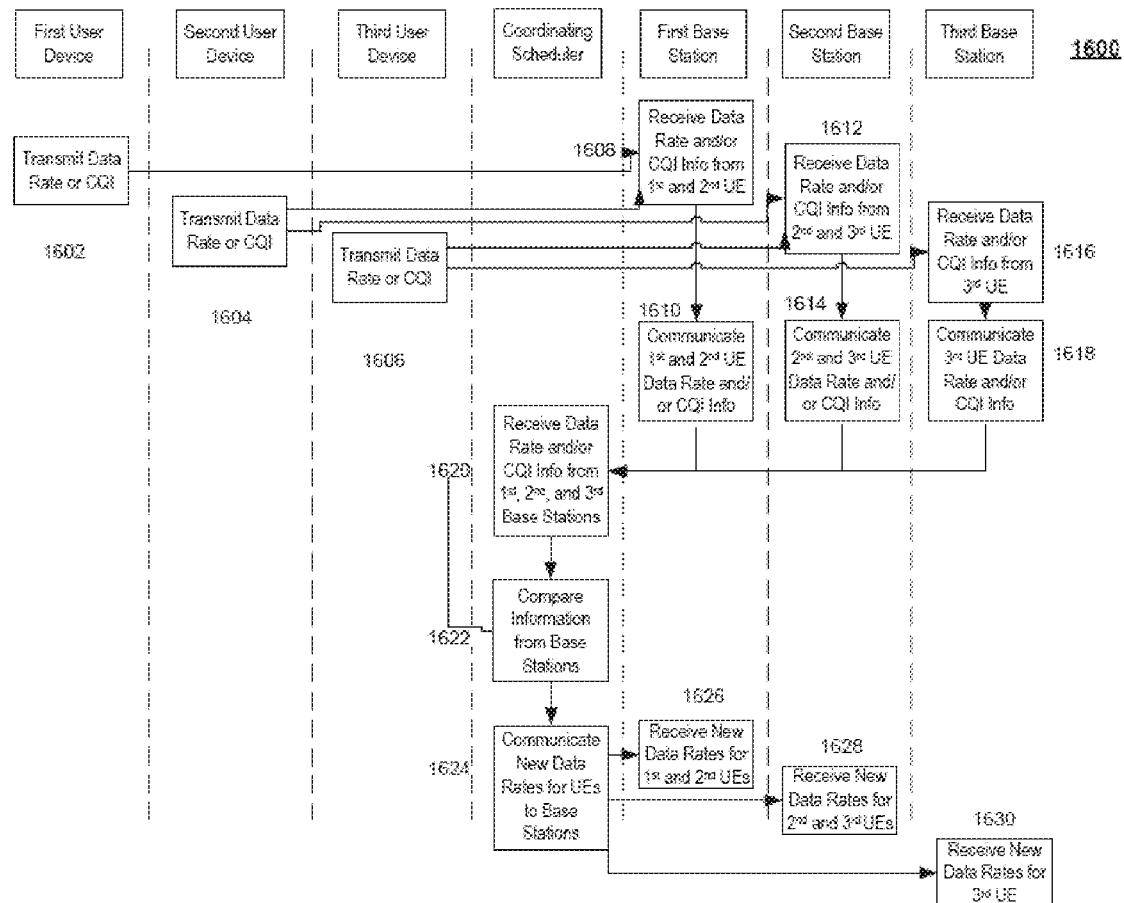 First User
Device
Second User
Device
Third User
Device
Coordinating
Scheduler
First Base
Station
Second Base
Station
Third Base
Station
1600
Transmit Data
Rate or CQI
1602
Transmit Data
Rate or CQI
1604
Transmit Data
Rate or CQI
1606
1608
Receive Data
Rate and/or
CQI Info from
1st and 2nd UE
1612
Receive Data
Rate and/or
CQI Info from
2nd and 3rd UE
Receive Data
Rate and/or
CQI Info from
3rd UE
1616
1610
Communicate
1st and 2nd UE
Data Rate and/
or CQI Info
1614
Communicate
2nd and 3rd UE
Data Rate and/
or CQI Info
Communicate
3rd UE Data
Rate and/or
CQI Info
1618
1620
Receive Data
Rate and/or
CQI Info from
1st, 2nd, and 3rd
Base Stations
1622
Compare
Information
from Base
Stations
1624
Communicate
New Data
Rates for UEs
to Base
Stations
1626
Receive New
Data Rates for
1st and 2nd UEs
1628
Receive New
Data Rates for
2nd and 3rd UEs
1630
Receive New
Data Rates for
3rd UE